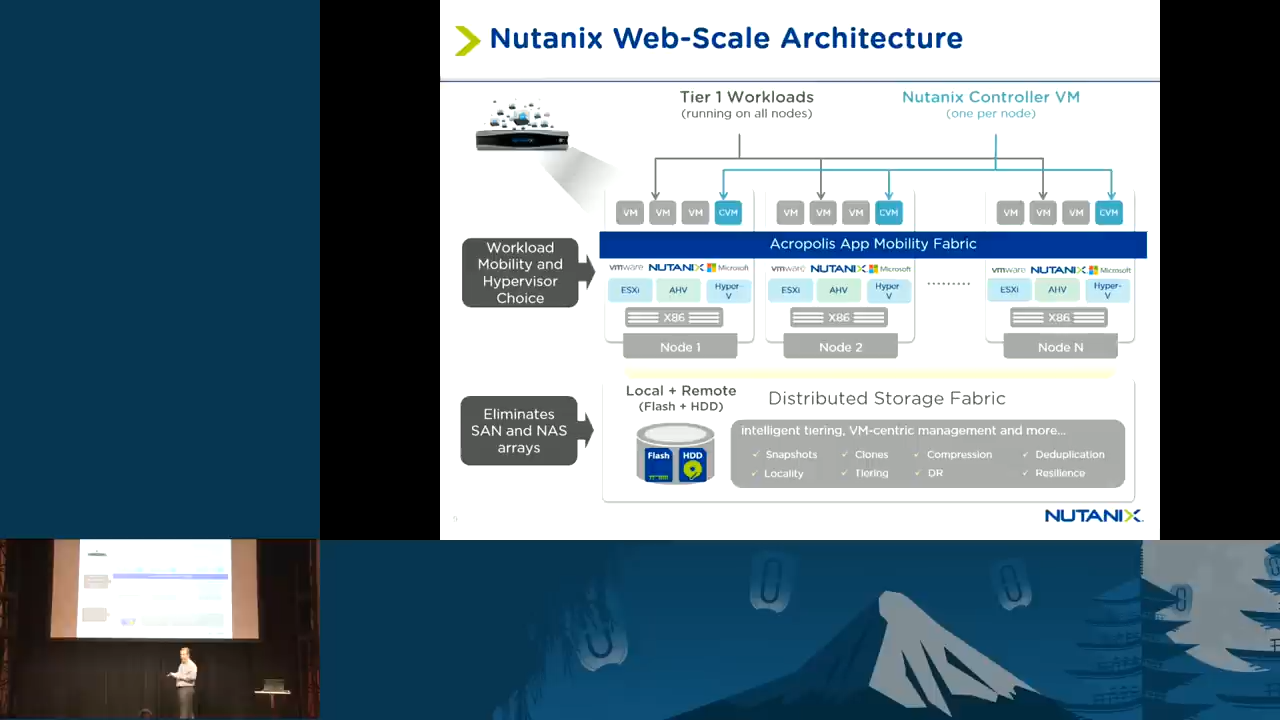 Nutanix Web-Scale Architecture
Tier 1 Workloads
(running on all nodes)
Nutanix Controller VM
(one per node)
VM VM VM CVM
VM VM VM CVM
VM VM VM CVM
Acropolis App Mobility Fabric
Workload
Mobility and
Hypervisor
Choice
vmware NUTANIX Microsoft
ESXi AHV Hyper-V
X86
Node 1
vmware NUTANIX Microsoft
ESXi AHV Hyper
V
X86
Node 2
.........
vmware NUTANIX Microsoft
ESXi AHV Hyper-
V
X86
Node N
Eliminates
SAN and NAS
arrays
Local + Remote
(Flash + HDD)
Flash HDD
Distributed Storage Fabric
intelligent tiering, VM-centric management and more...
✓ Snapshots ✓ Clones ✓ Compression ✓ Deduplication
✓ Locality ✓ Tiering ✓ DR ✓ Resilience
NUTANIX